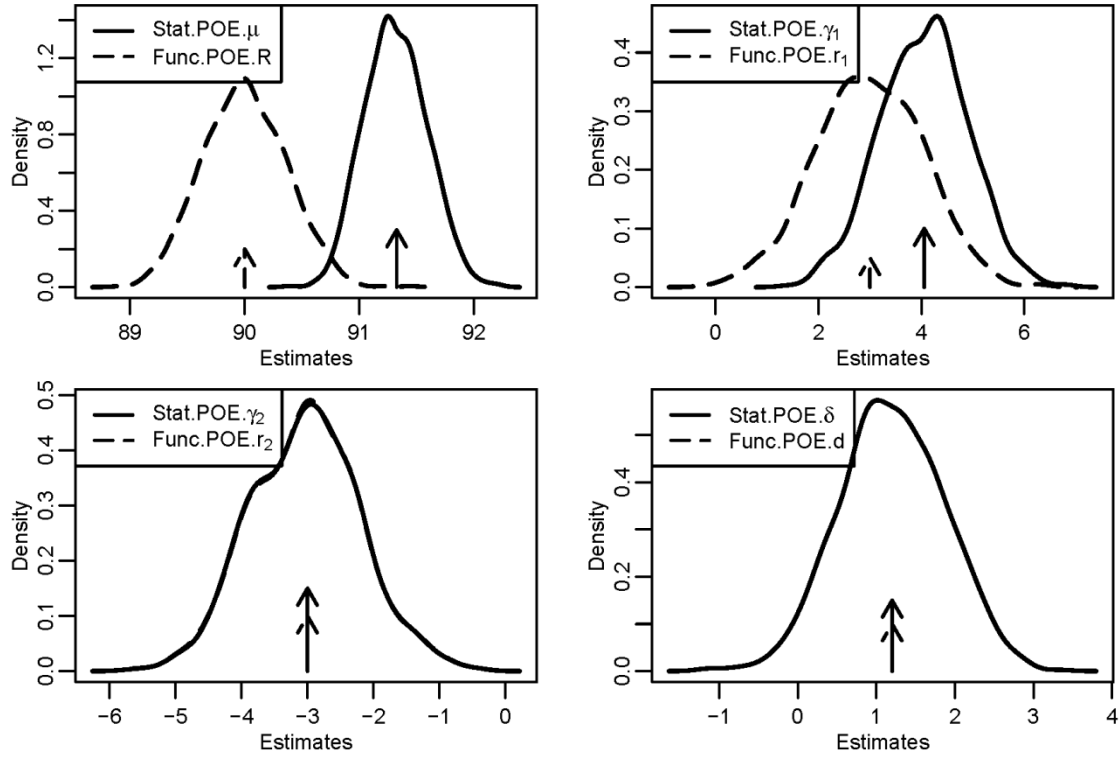 Stat.POE.μ
Func.POE.R
Density
0.0 0.4 0.8 1.2
89 90 91 92
Estimates
Stat.POE.γ₁
Func.POE.r₁
Density
0.0 0.1 0.2 0.3 0.4
0 2 4 6
Estimates
Stat.POE.γ₂
Func.POE.r₂
Density
0.0 0.1 0.2 0.3 0.4 0.5
−6 −5 −4 −3 −2 −1 0
Estimates
Stat.POE.δ
Func.POE.d
Density
0.0 0.2 0.4
−1 0 1 2 3 4
Estimates